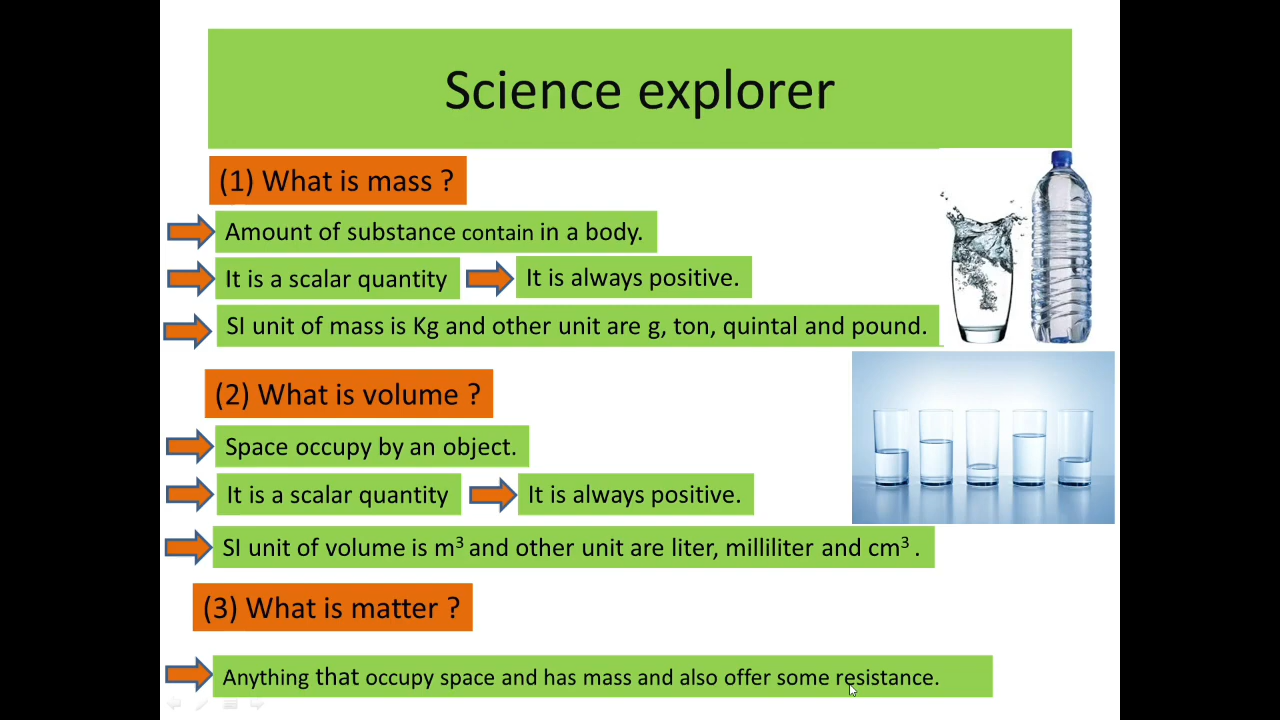 Science explorer
(1) What is mass ?
Amount of substance contain in a body.
It is a scalar quantity
It is always positive.
SI unit of mass is Kg and other unit are g, ton, quintal and pound.
(2) What is volume ?
Space occupy by an object.
It is a scalar quantity
It is always positive.
SI unit of volume is m³ and other unit are liter, milliliter and cm³ .
(3) What is matter ?
Anything that occupy space and has mass and also offer some resistance.